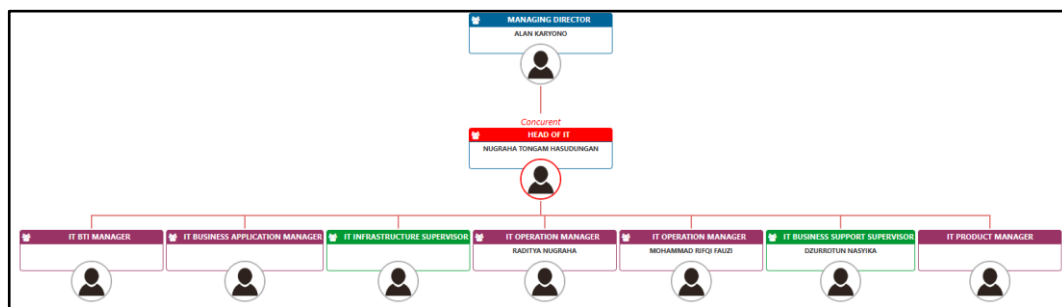 MANAGING DIRECTOR
ALAN KARYONO
Concurent
HEAD OF IT
NUGRAHA TONGAM HASUDUNGAN
IT BTI MANAGER
IT BUSINESS APPLICATION MANAGER
IT INFRASTRUCTURE SUPERVISOR
IT OPERATION MANAGER
RADITYA NUGRAHA
IT OPERATION MANAGER
MOHAMMAD RIFQI FAUZI
IT BUSINESS SUPPORT SUPERVISOR
DZURROTUN NASYIKA
IT PRODUCT MANAGER